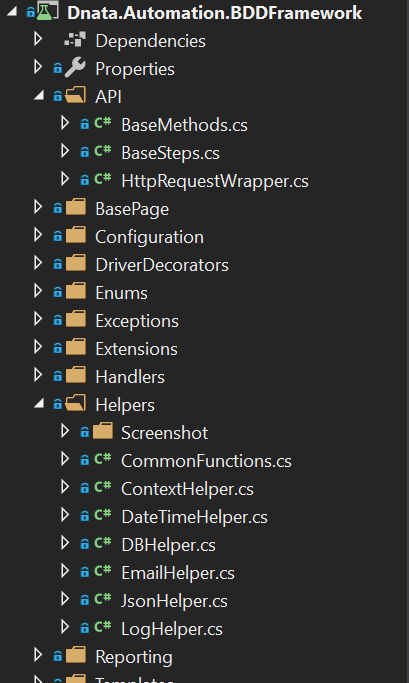 Dnata.Automation.BDDFramework
Dependencies
Properties
API
C# BaseMethods.cs
C# BaseSteps.cs
C# HttpRequestWrapper.cs
BasePage
Configuration
DriverDecorators
Enums
Exceptions
Extensions
Handlers
Helpers
Screenshot
C# CommonFunctions.cs
C# ContextHelper.cs
C# DateTimeHelper.cs
C# DBHelper.cs
C# EmailHelper.cs
C# JsonHelper.cs
C# LogHelper.cs
Reporting
Templates